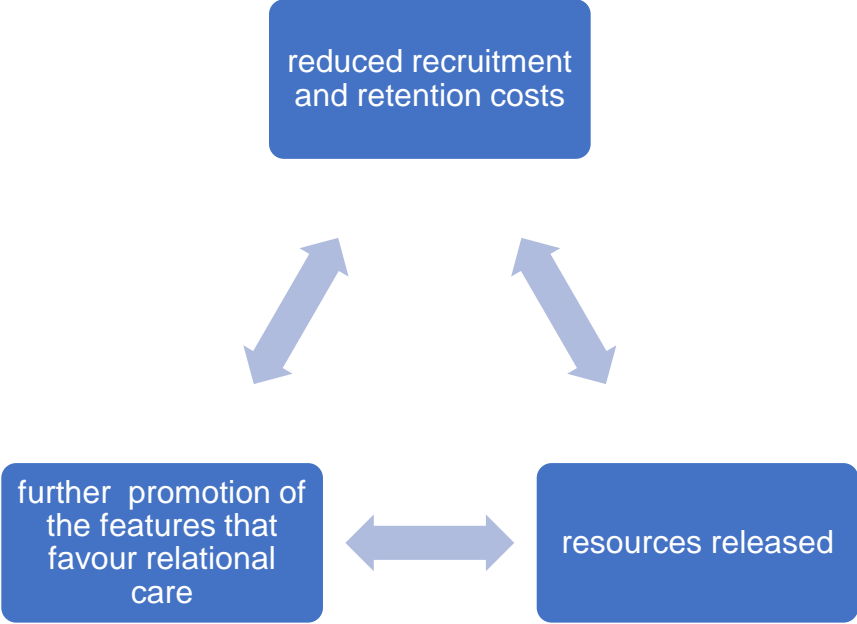 reduced recruitment
and retention costs
further  promotion of
the features that
favour relational
care
resources released